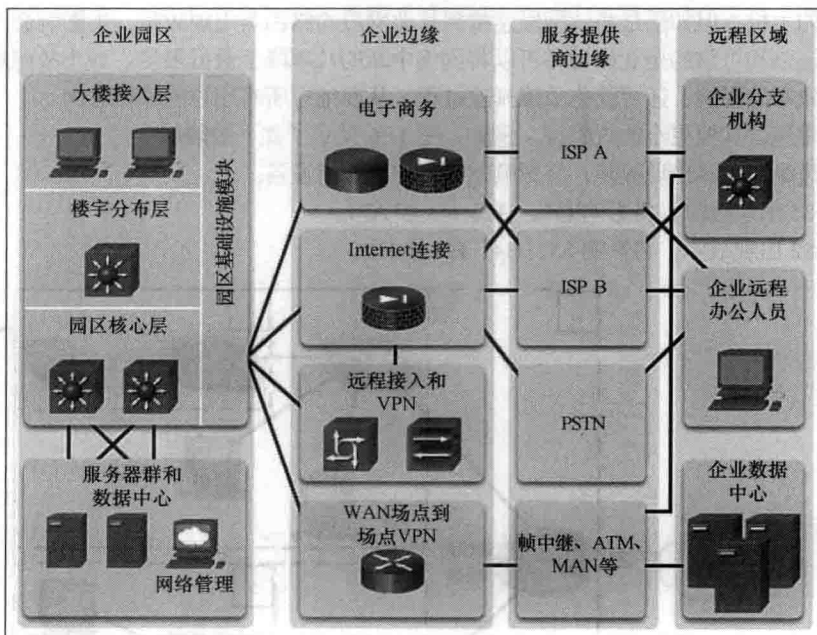 企业园区
大楼接入层
楼宇分布层
园区核心层
园区基础设施模块
服务器群和
数据中心
网络管理
企业边缘
电子商务
Internet连接
远程接入和
VPN
WAN场点到
场点VPN
服务提供
商边缘
ISP A
ISP B
PSTN
帧中继、ATM、
MAN等
远程区域
企业分支
机构
企业远程
办公人员
企业数据
中心